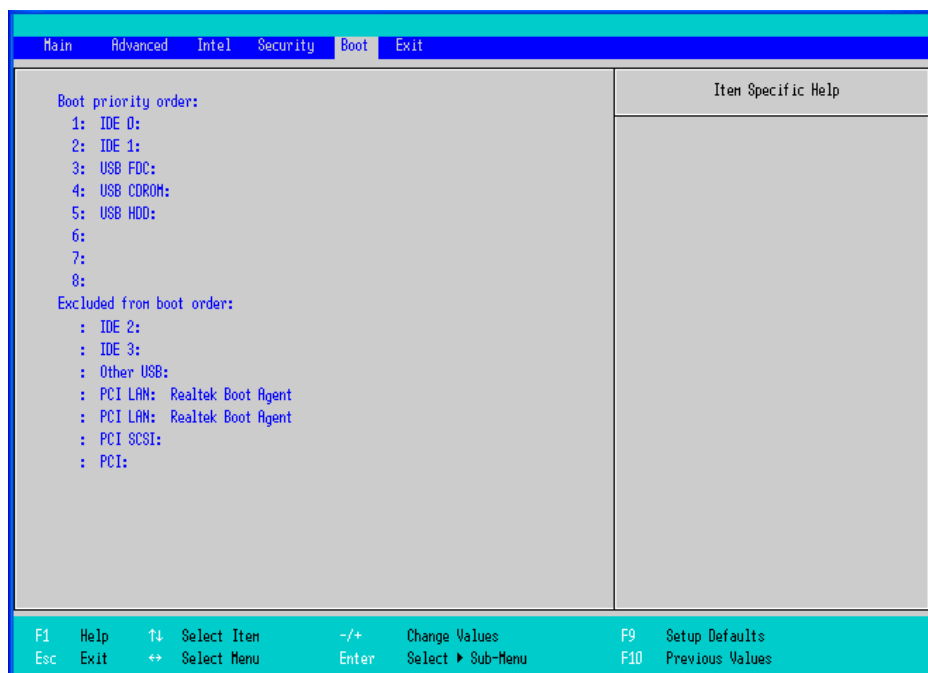 Main Advanced Intel Security Boot Exit
Item Specific Help
Boot priority order:
1: IDE 0:
2: IDE 1:
3: USB FDC:
4: USB CDROM:
5: USB HDD:
6:
7:
8:
Excluded from boot order:
: IDE 2:
: IDE 3:
: Other USB:
: PCI LAN: Realtek Boot Agent
: PCI LAN: Realtek Boot Agent
: PCI SCSI:
: PCI:
F1 Help ↑↓ Select Item -/+ Change Values F9 Setup Defaults
Esc Exit ↔ Select Menu Enter Select ▶ Sub-Menu F10 Previous Values